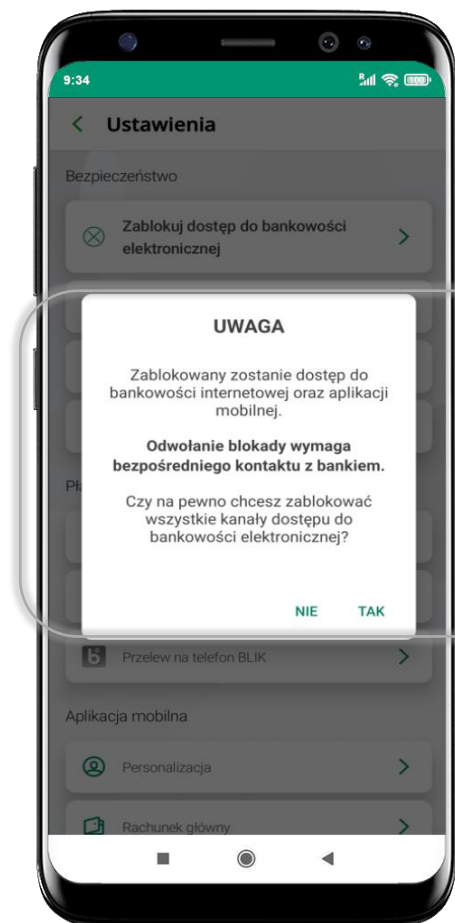 9:34
100
Ustawienia
Bezpieczeństwo
Zablokuj dostęp do bankowości
elektronicznej
UWAGA
Zablokowany zostanie dostęp do
bankowości internetowej oraz aplikacji
mobilnej.
Odwołanie blokady wymaga
bezpośredniego kontaktu z bankiem.
Czy na pewno chcesz zablokować
wszystkie kanały dostępu do
bankowości elektronicznej?
NIE TAK
Przelew na telefon BLIK
Aplikacja mobilna
Personalizacja
Rachunek główny